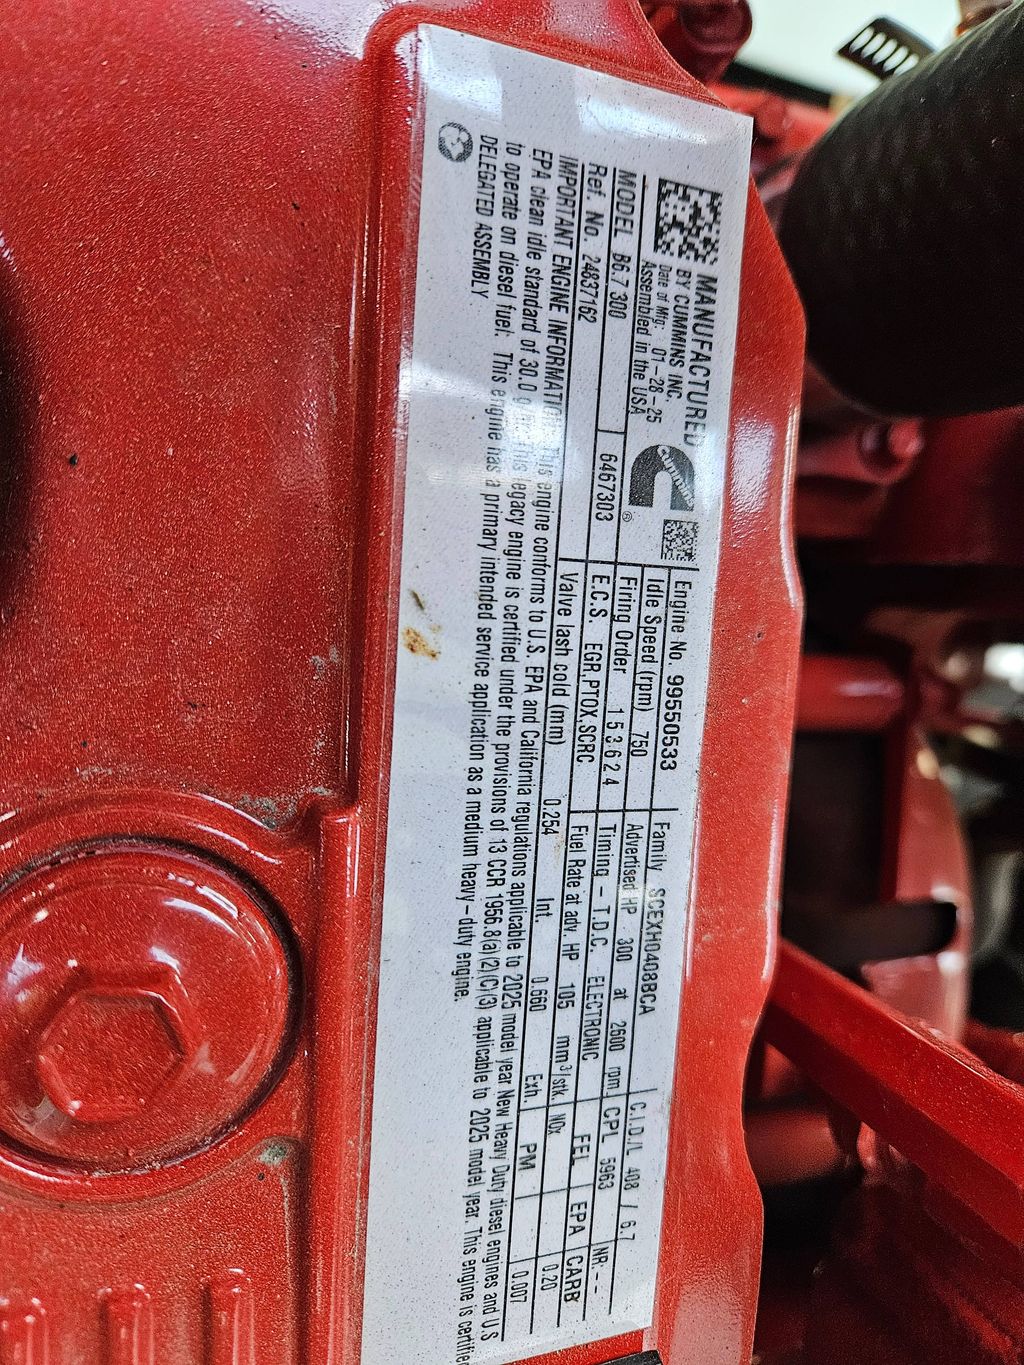 MANUFACTURED
BY CUMMINS INC.
Date of Mfg. 01-28-25
Assembled in the USA
Cummins ®
MODEL B6.7 300 6467303
Ref. No. 24837162
Engine No. 99550533 Family SCEXH0408BCA C.I.D./L 408 / 6.7
Idle Speed (rpm) 750 Advertised HP 300 at 2600 rpm CPL 5963 NR:---
Firing Order 1 5 3 6 2 4 Timing - T.D.C. ELECTRONIC FEL EPA CARB
E.C.S. EGR,PTOX,SCRC Fuel Rate at adv. HP 105 mm³/stk. NOx 0.20
Valve lash cold (mm) 0.254 Int. 0.660 Exh. PM 0.007
IMPORTANT ENGINE INFORMATION This engine conforms to U.S. EPA and California regulations applicable to 2025 model year New Heavy Duty diesel engines and U.S
EPA clean idle standard of 30.0 This legacy engine is certified under the provisions of 13 CCR 1956.8(a)(2)(C)(3) applicable to 2025 model year. This engine is certified
to operate on diesel fuel. This engine has a primary intended service application as a medium heavy-duty engine.
DELEGATED ASSEMBLY